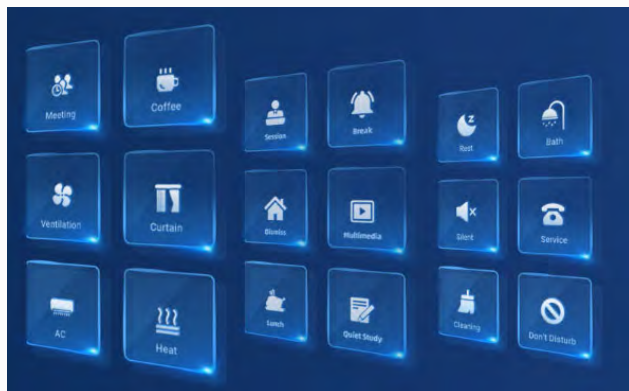 Meeting
Coffee
Ventilation
Curtain
AC
Heat
Session
Break
Dismiss
Multimedia
Lunch
Quiet Study
Rest
Bath
Silent
Service
Cleaning
Don't Disturb